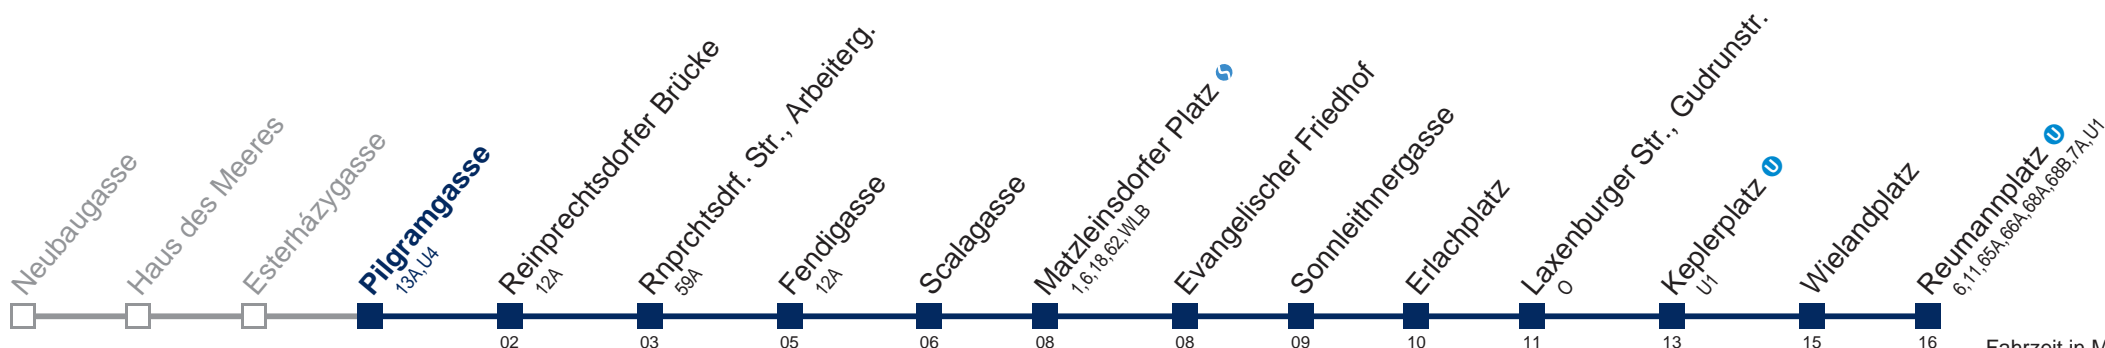 Neubaugasse
Haus des Meeres
Esterházygasse
Pilgramgasse
13A,U4
Reinprechtsdorfer Brücke
12A
Rnprchtsdrf. Str., Arbeiterg.
59A
Fendigasse
12A
Scalagasse
Matzleinsdorfer Platz S
1,6,18,62,WLB
Evangelischer Friedhof
Sonnleithnergasse
Erlachplatz
Laxenburger Str., Gudrunstr.
O
Keplerplatz U
U1
Wielandplatz
Reumannplatz U
6,11,65A,66A,68A,68B,7A,U1
02 03 05 06 08 08 09 10 11 13 15 16
Fahrzeit in M